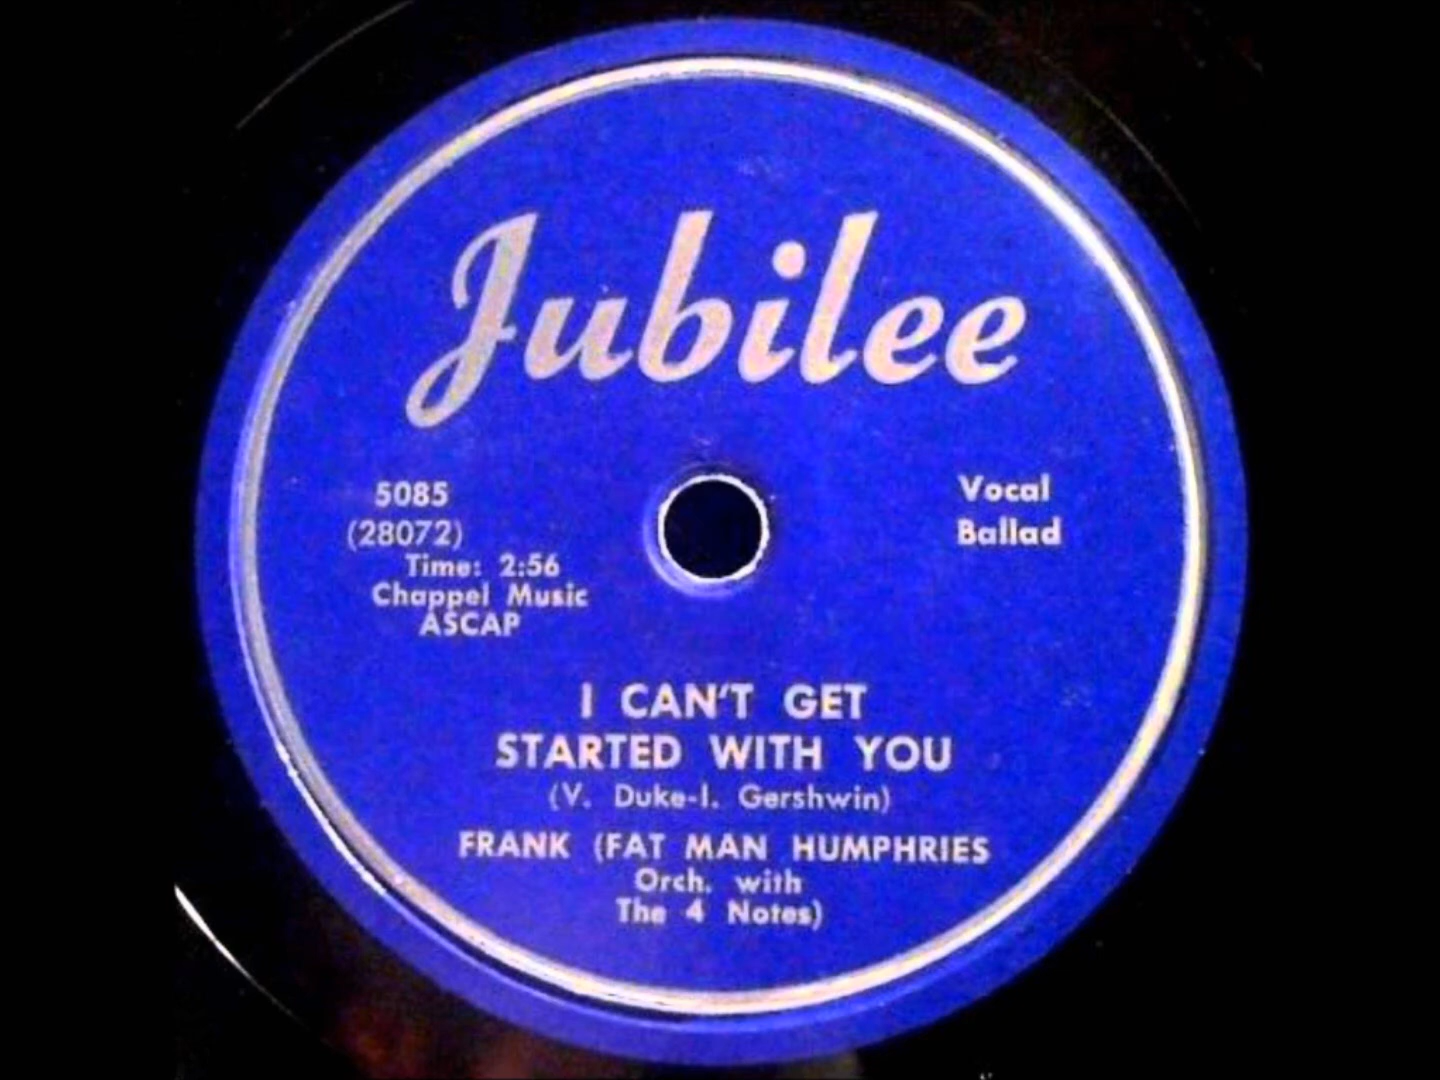 Jubilee
5085
(28072)
Time: 2:56
Chappel Music
ASCAP
Vocal
Ballad
I CAN'T GET
STARTED WITH YOU
(V. Duke-I. Gershwin)
FRANK (FAT MAN HUMPHRIES
Orch. with
The 4 Notes)